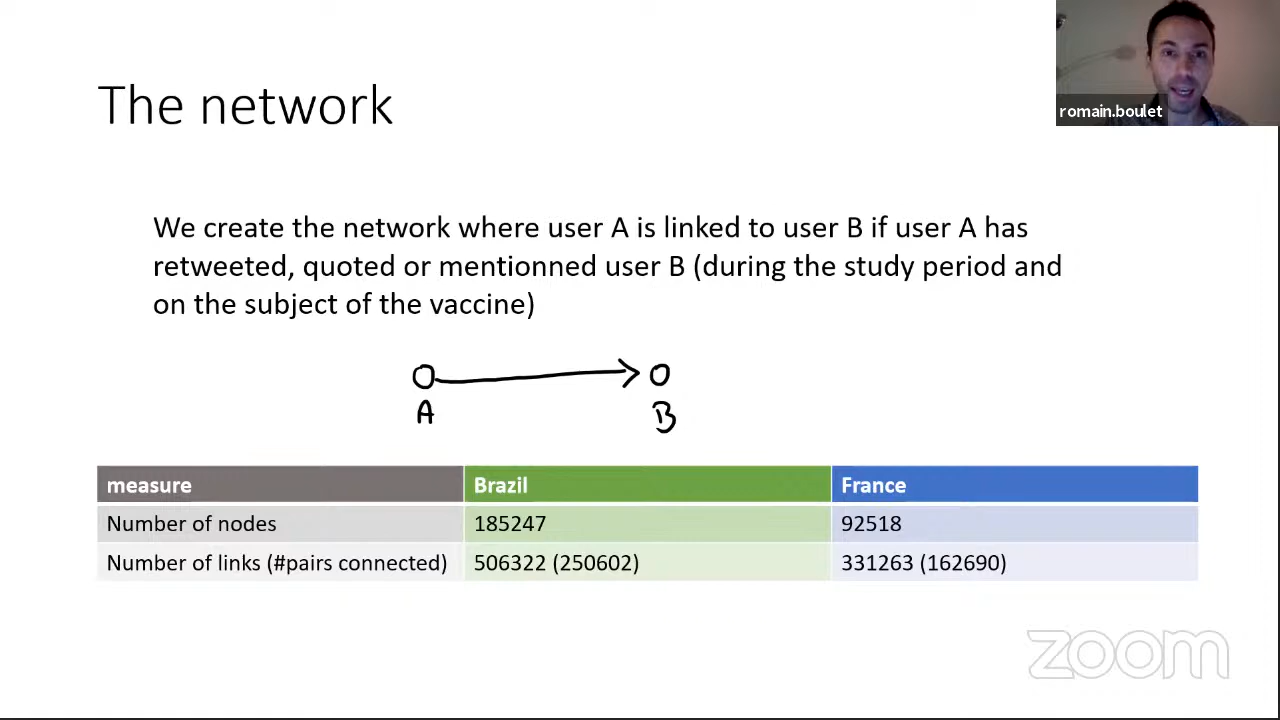 The network
romain.boulet
We create the network where user A is linked to user B if user A has
retweeted, quoted or mentionned user B (during the study period and
on the subject of the vaccine)
A B
measure Brazil France
Number of nodes 185247 92518
Number of links (#pairs connected) 506322 (250602) 331263 (162690)
zoom